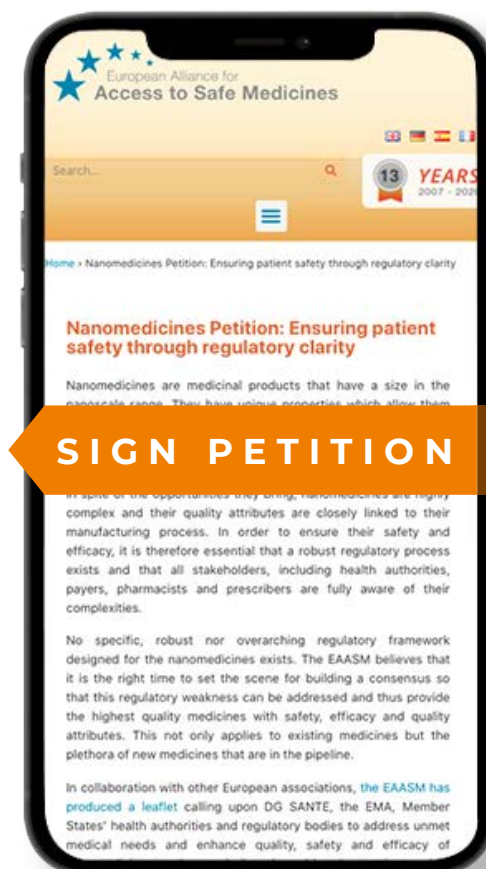 European Alliance for
Access to Safe Medicines
Search...
13 YEARS
2007 - 202
Home › Nanomedicines Petition: Ensuring patient safety through regulatory clarity
Nanomedicines Petition: Ensuring patient
safety through regulatory clarity
Nanomedicines are medicinal products that have a size in the
nanoscale range. They have unique properties which allow them
SIGN PETITION
In spite of the opportunities they bring, nanomedicines are highly
complex and their quality attributes are closely linked to their
manufacturing process. In order to ensure their safety and
efficacy, it is therefore essential that a robust regulatory process
exists and that all stakeholders, including health authorities,
payers, pharmacists and prescribers are fully aware of their
complexities.
No specific, robust nor overarching regulatory framework
designed for the nanomedicines exists. The EAASM believes that
it is the right time to set the scene for building a consensus so
that this regulatory weakness can be addressed and thus provide
the highest quality medicines with safety, efficacy and quality
attributes. This not only applies to existing medicines but the
plethora of new medicines that are in the pipeline.
In collaboration with other European associations, the EAASM has
produced a leaflet calling upon DG SANTE, the EMA, Member
States' health authorities and regulatory bodies to address unmet
medical needs and enhance quality, safety and efficacy of